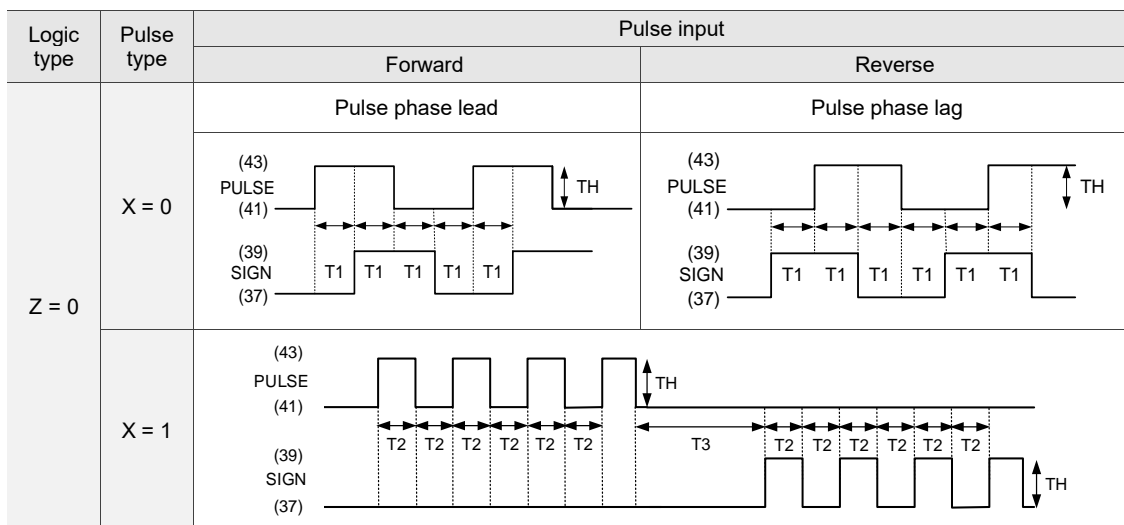 Logic type
Pulse type
Pulse input
Forward
Reverse
Z = 0
X = 0
Pulse phase lead
Pulse phase lag
(43)
PULSE
(41)
TH
(39)
SIGN
(37)
T1 T1 T1 T1 T1
(43)
PULSE
(41)
TH
(39)
SIGN
(37)
T1 T1 T1 T1 T1 T1
X = 1
(43)
PULSE
(41)
TH
T2 T2 T2 T2 T2 T2 T3 T2 T2 T2 T2 T2 T2
(39)
SIGN
(37)
TH